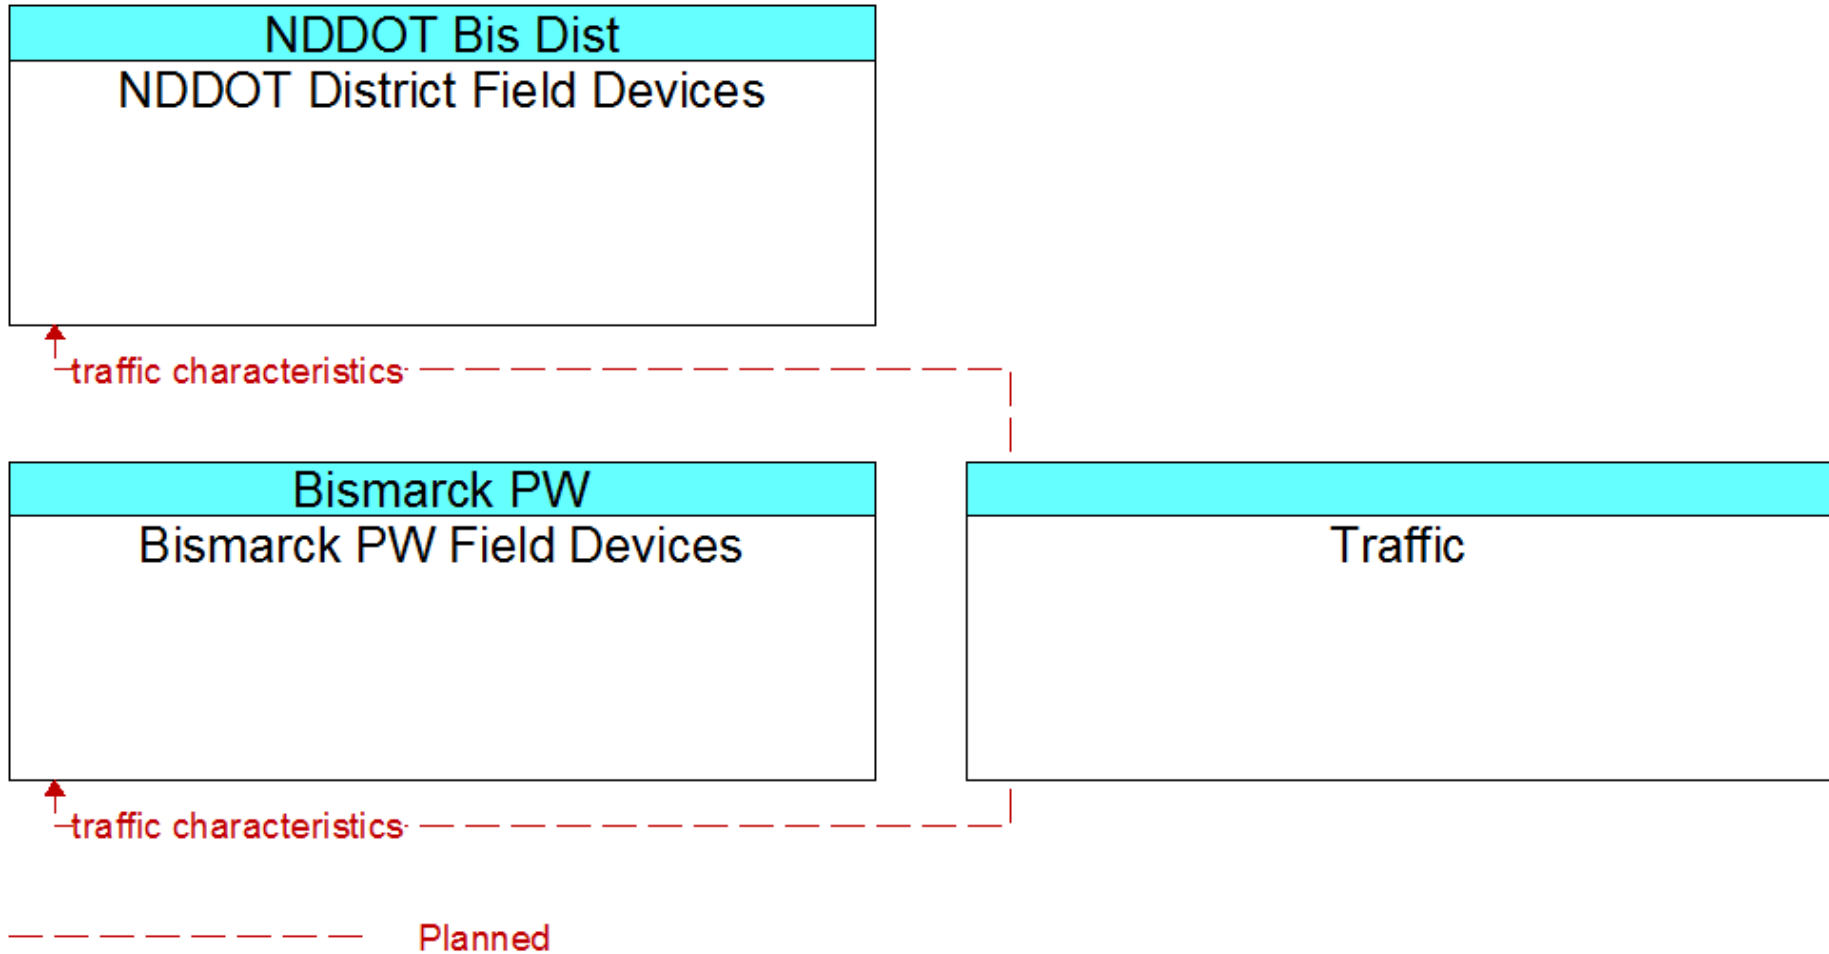 NDDOT Bis Dist
NDDOT District Field Devices
traffic characteristics
Bismarck PW
Bismarck PW Field Devices
Traffic
traffic characteristics
Planned